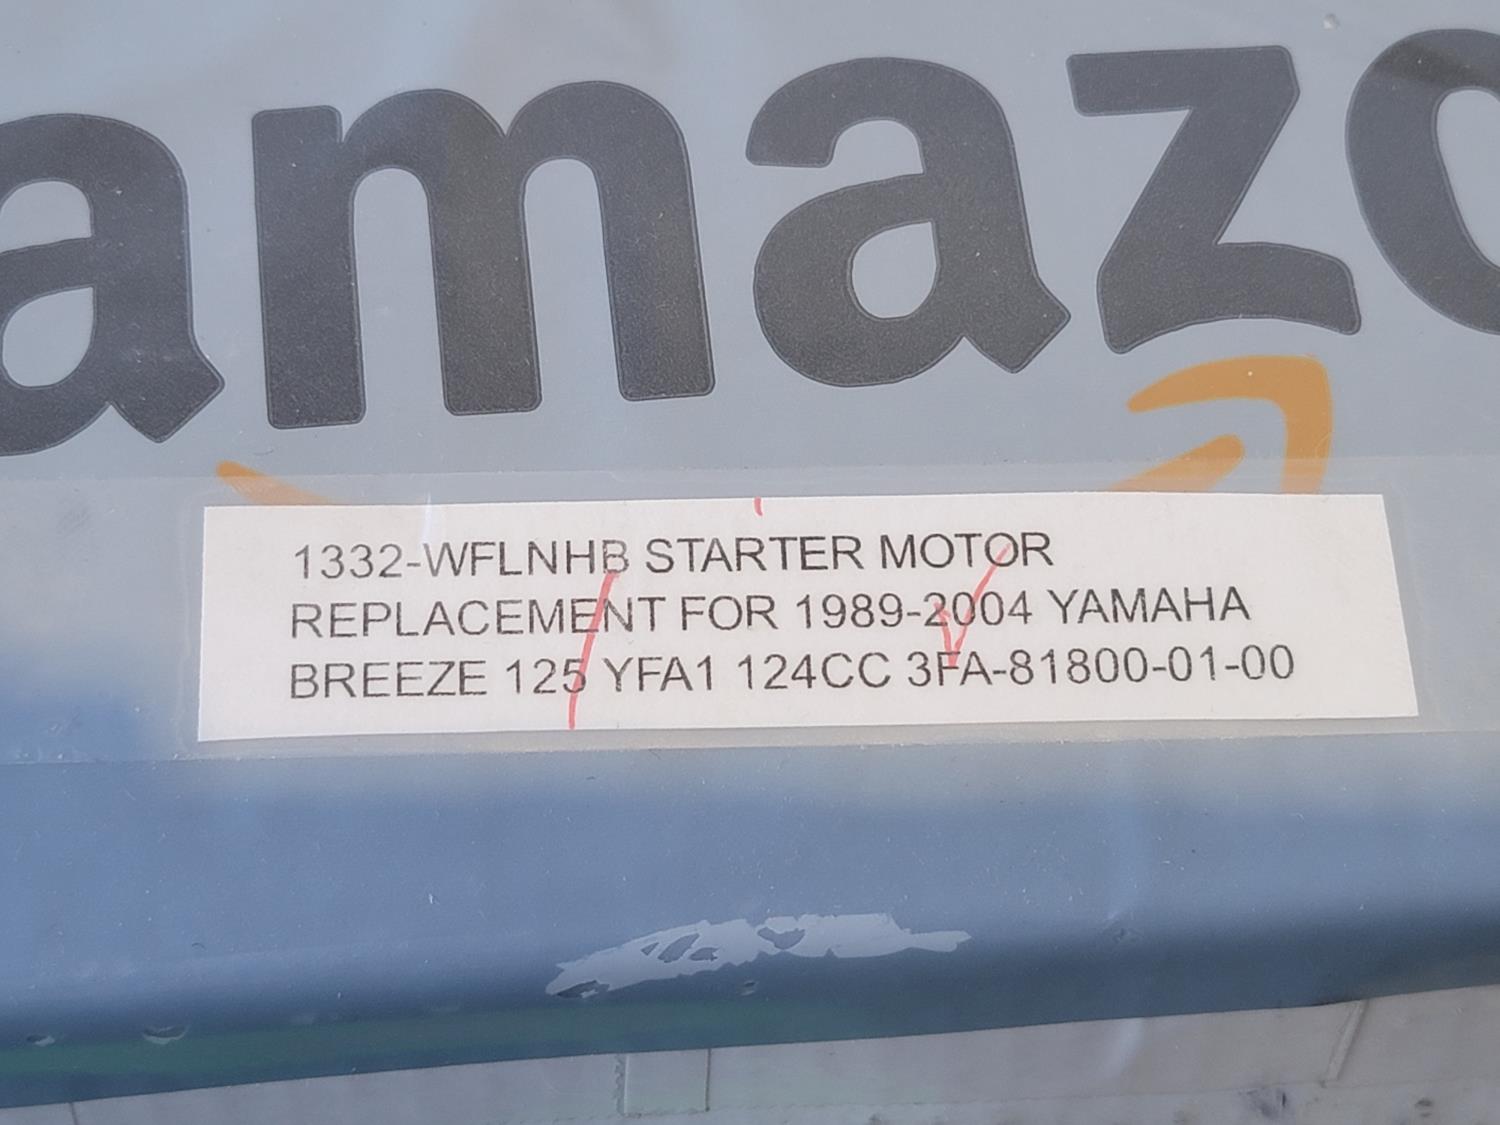 amazo
1332-WFLNHB STARTER MOTOR
REPLACEMENT FOR 1989-2004 YAMAHA
BREEZE 125 YFA1 124CC 3FA-81800-01-00